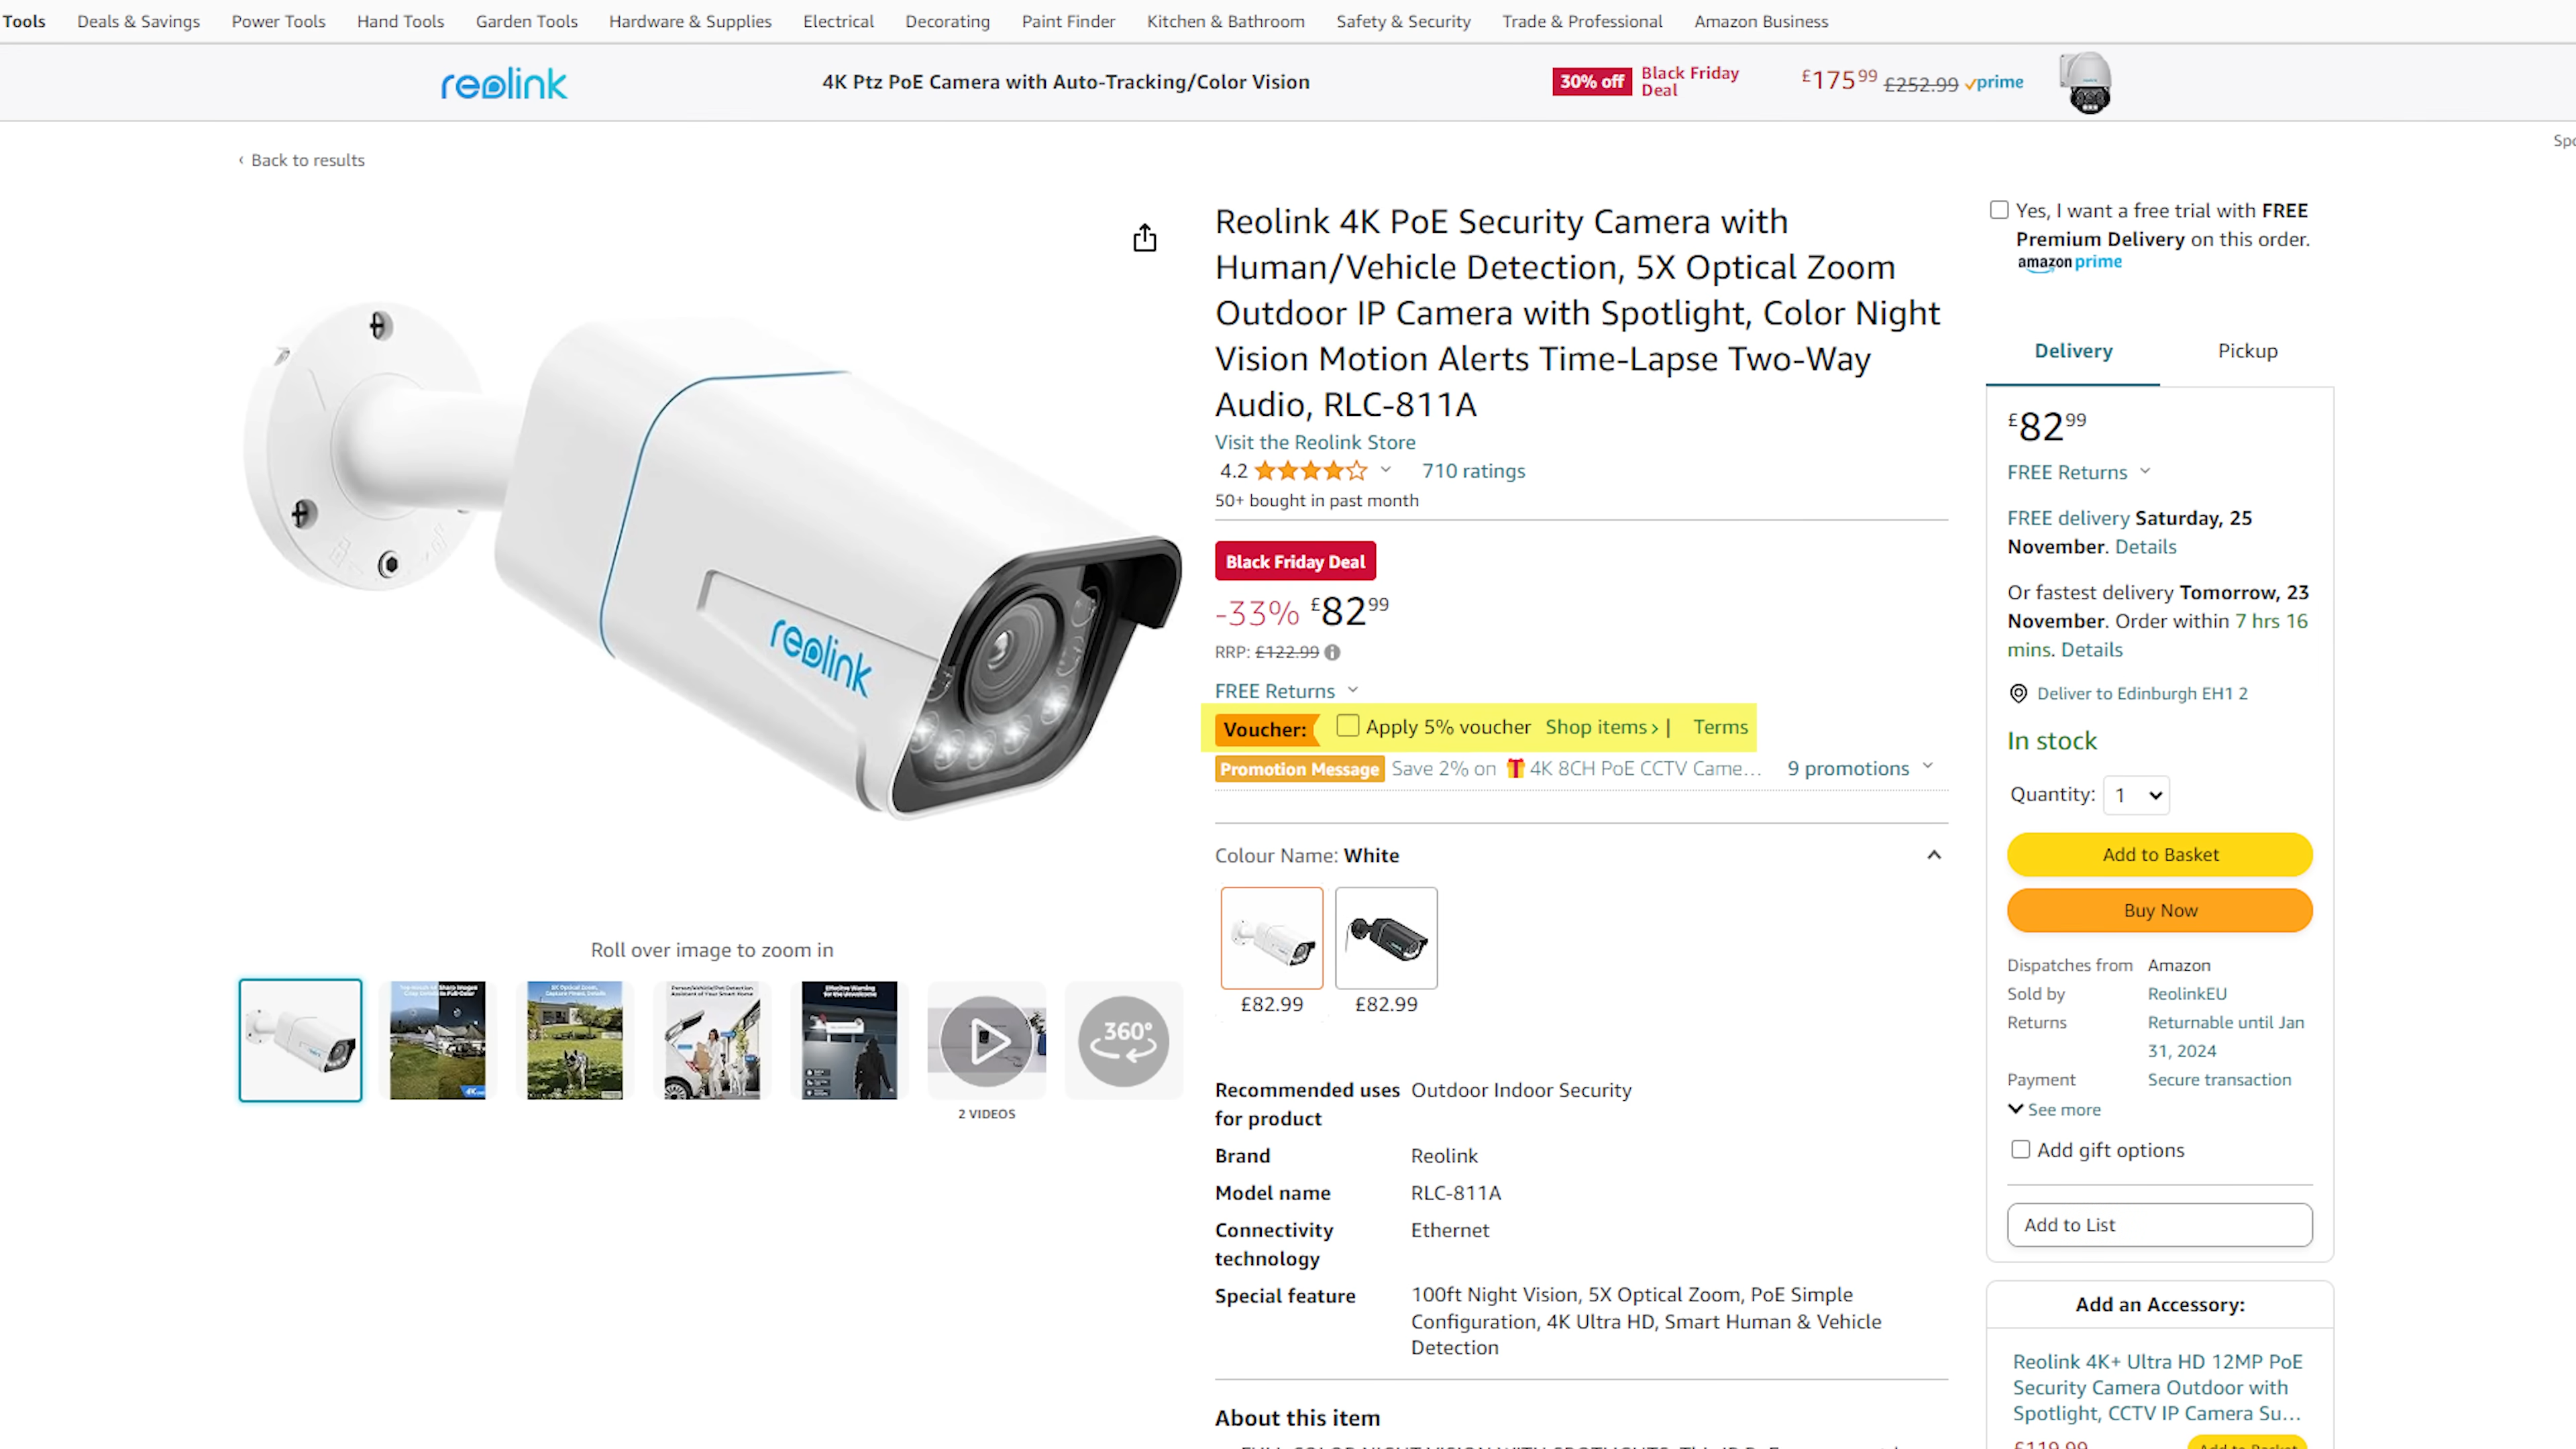 Tools Deals & Savings Power Tools Hand Tools Garden Tools Hardware & Supplies Electrical Decorating Paint Finder Kitchen & Bathroom Safety & Security Trade & Professional Amazon Business
reolink 4K Ptz PoE Camera with Auto-Tracking/Color Vision 30% off Black Friday Deal £175.99 £252.99 prime
‹ Back to results
Reolink 4K PoE Security Camera with
Human/Vehicle Detection, 5X Optical Zoom
Outdoor IP Camera with Spotlight, Color Night
Vision Motion Alerts Time-Lapse Two-Way
Audio, RLC-811A
Visit the Reolink Store
4.2 710 ratings
50+ bought in past month
Black Friday Deal
-33% £82.99
RRP: £122.99
FREE Returns
Voucher: Apply 5% voucher Shop items › | Terms
Promotion Message Save 2% on 4K 8CH PoE CCTV Came… 9 promotions
reolink
Roll over image to zoom in
360°
2 VIDEOS
Colour Name: White
£82.99 £82.99
Recommended uses for product Outdoor Indoor Security
Brand Reolink
Model name RLC-811A
Connectivity technology Ethernet
Special feature 100ft Night Vision, 5X Optical Zoom, PoE Simple
Configuration, 4K Ultra HD, Smart Human & Vehicle
Detection
About this item
Yes, I want a free trial with FREE
Premium Delivery on this order.
amazon prime
Delivery Pickup
£82.99
FREE Returns
FREE delivery Saturday, 25
November. Details
Or fastest delivery Tomorrow, 23
November. Order within 7 hrs 16
mins. Details
Deliver to Edinburgh EH1 2
In stock
Quantity: 1
Add to Basket
Buy Now
Dispatches from Amazon
Sold by ReolinkEU
Returns Returnable until Jan
31, 2024
Payment Secure transaction
See more
Add gift options
Add to List
Add an Accessory:
Reolink 4K+ Ultra HD 12MP PoE
Security Camera Outdoor with
Spotlight, CCTV IP Camera Su…